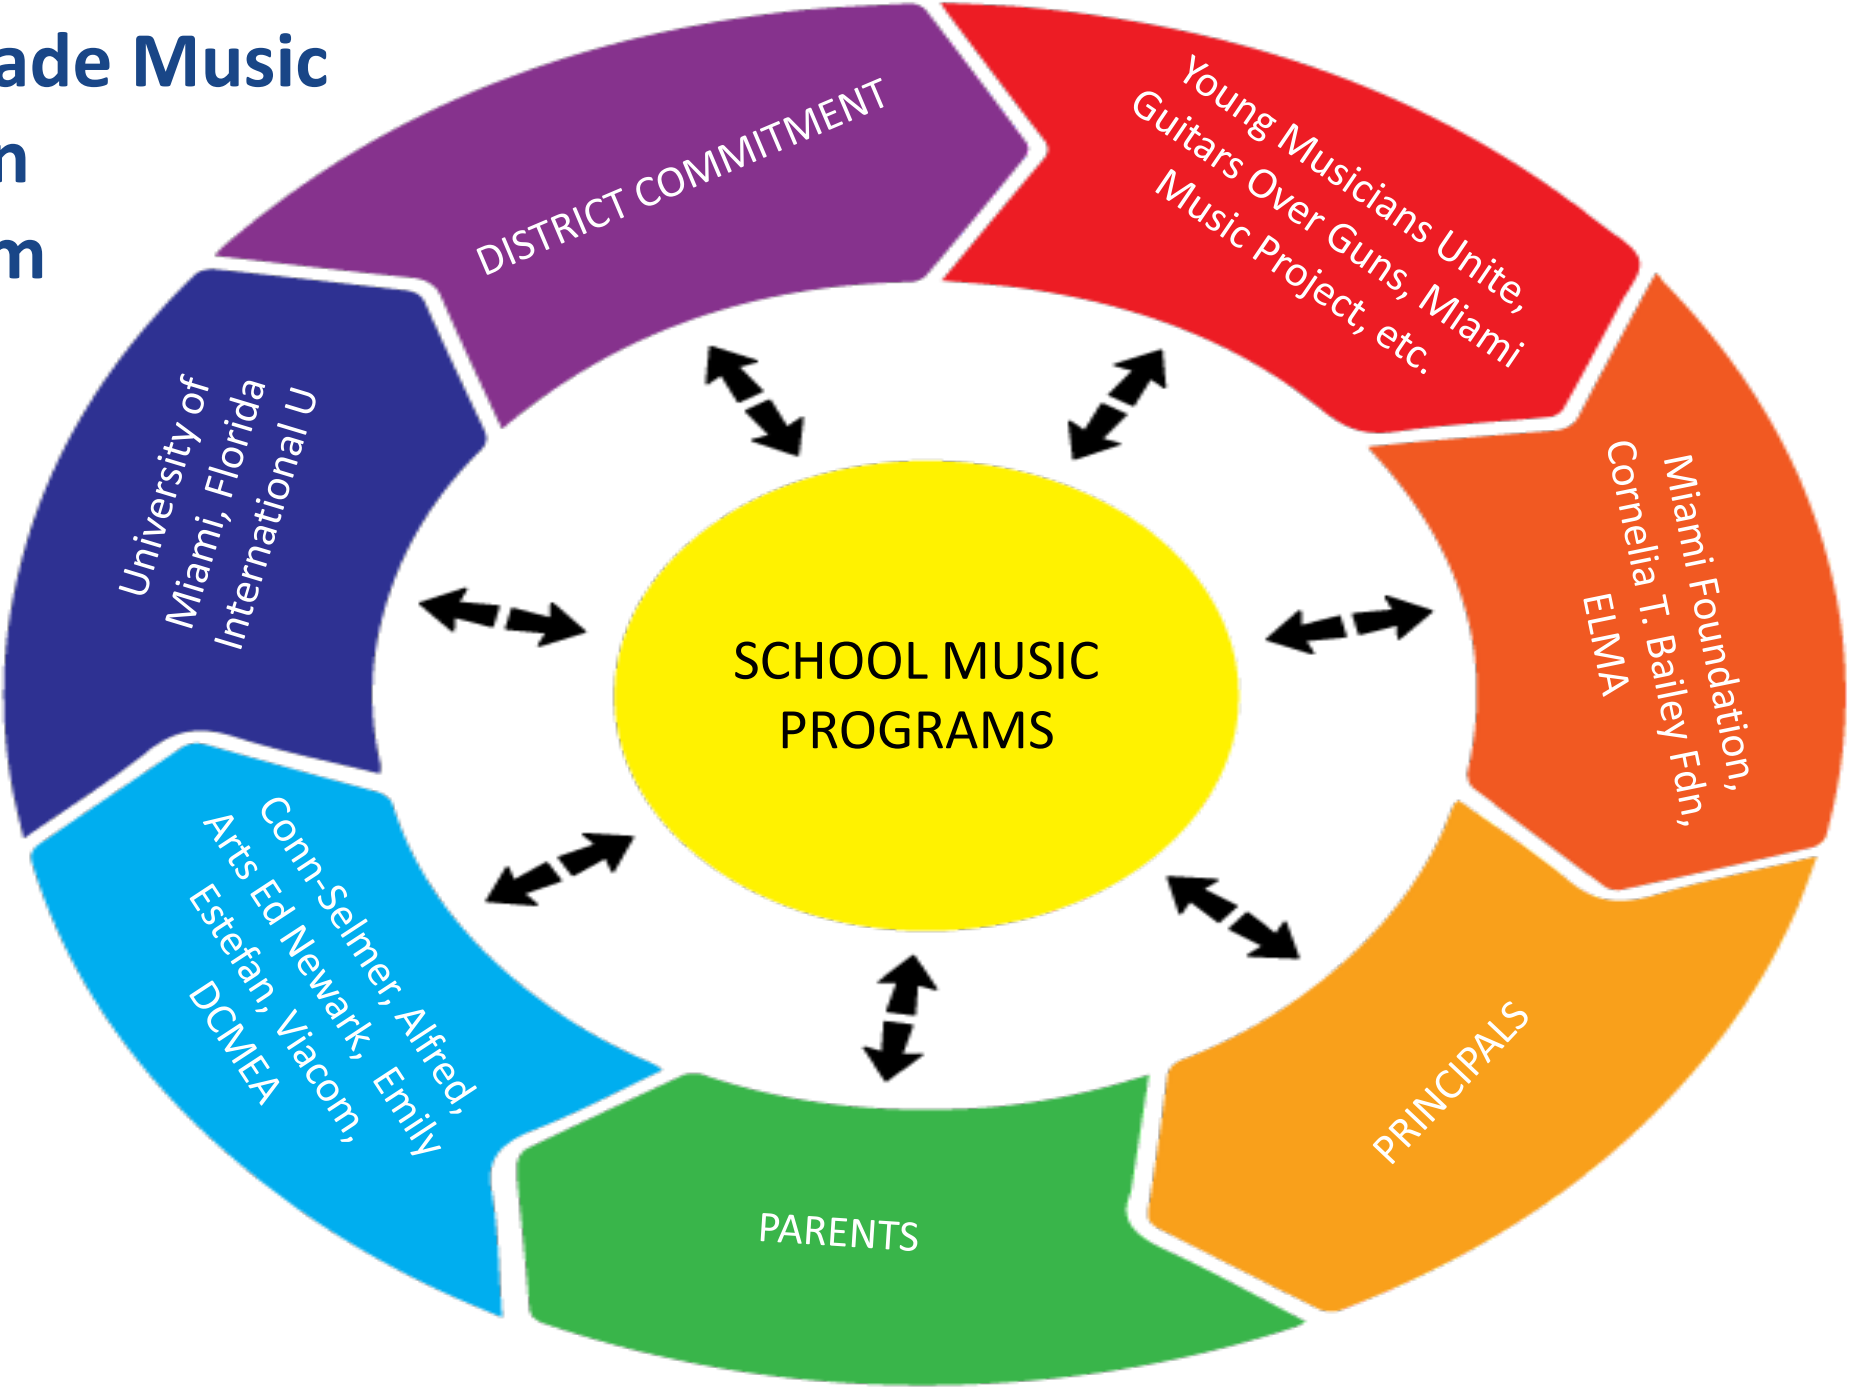 ade Music
n
m
DISTRICT COMMITMENT
Young Musicians Unite,
Guitars Over Guns, Miami
Music Project, etc.
Miami Foundation,
Cornelia T. Bailey Fdn,
ELMA
PRINCIPALS
PARENTS
Conn-Selmer, Alfred,
Arts Ed Newark, Emily
Estefan, Viacom,
DCMEA
University of
Miami, Florida
International U
SCHOOL MUSIC
PROGRAMS